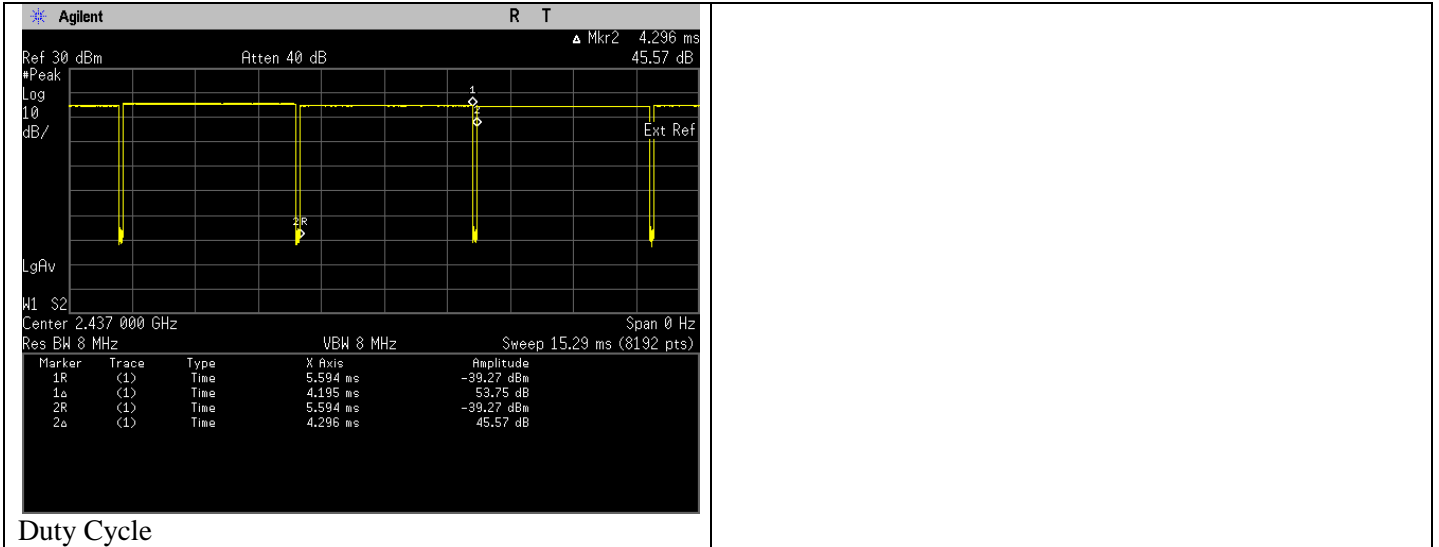 Agilent R T
Δ Mkr2 4.296 ms
Ref 30 dBm Atten 40 dB 45.57 dB
#Peak
Log
10
dB/
1
2
Ext Ref
2R
LgAv
W1 S2
Center 2.437 000 GHz Span 0 Hz
Res BW 8 MHz VBW 8 MHz Sweep 15.29 ms (8192 pts)
Marker Trace Type X Axis Amplitude
1R (1) Time 5.594 ms -39.27 dBm
1Δ (1) Time 4.195 ms 53.75 dB
2R (1) Time 5.594 ms -39.27 dBm
2Δ (1) Time 4.296 ms 45.57 dB
Duty Cycle